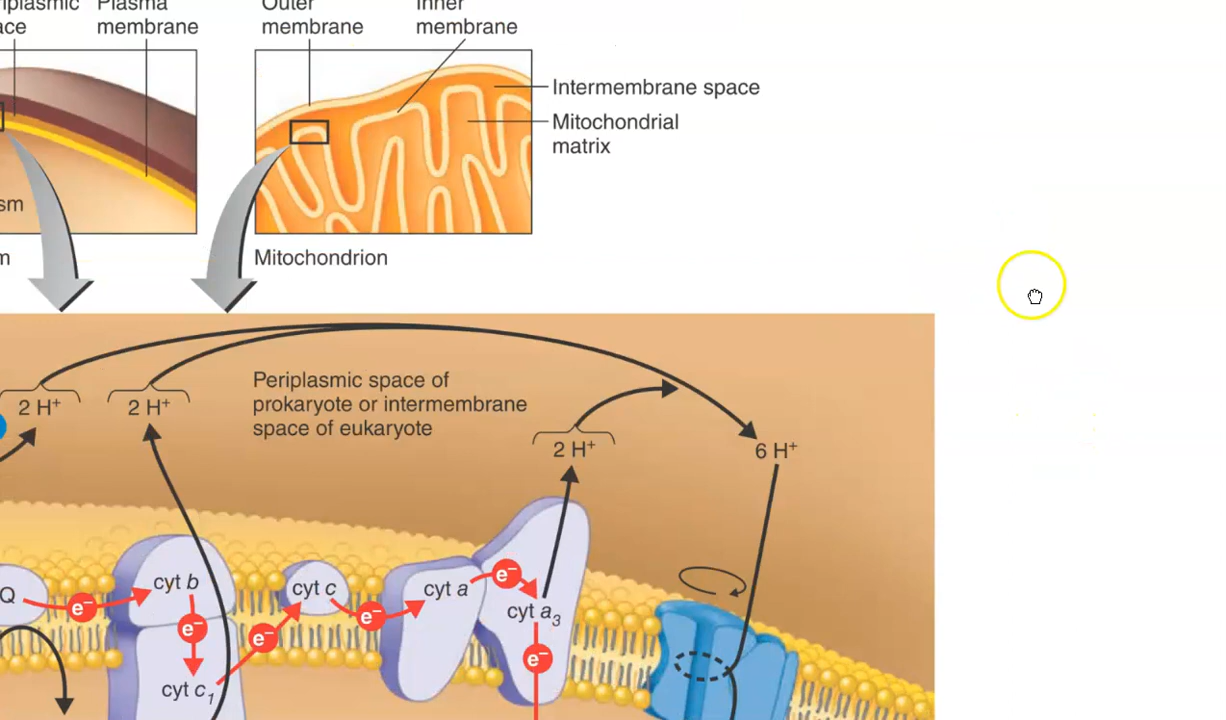 Plasma
membrane
Outer
membrane
Inner
membrane
Intermembrane space
Mitochondrial
matrix
Mitochondrion
Periplasmic space of
prokaryote or intermembrane
space of eukaryote
2 H⁺
2 H⁺
2 H⁺
6 H⁺
Q
e⁻
cyt b
e⁻
cyt c₁
e⁻
cyt c
e⁻
cyt a
e⁻
cyt a₃
e⁻